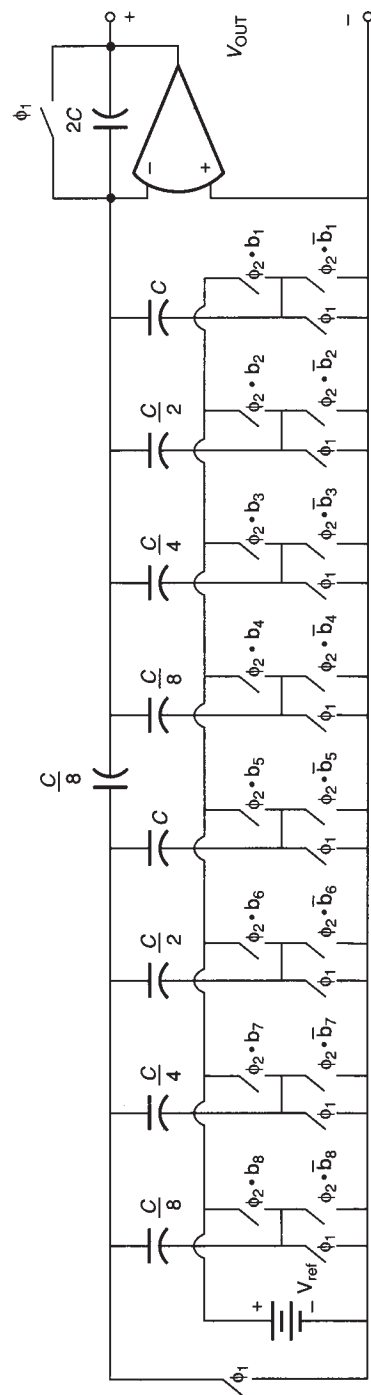 ϕ₁
C/8 2C +
C/8 C/4 C/2 C C/8 C/4 C/2 C
− +
V_OUT
ϕ₂•b₈ ϕ₂•b₇ ϕ₂•b₆ ϕ₂•b₅ ϕ₂•b₄ ϕ₂•b₃ ϕ₂•b₂ ϕ₂•b₁
+ − V_ref
ϕ₁
ϕ₁ ϕ₂•b̅₈ ϕ₁ ϕ₂•b̅₇ ϕ₁ ϕ₂•b̅₆ ϕ₁ ϕ₂•b̅₅ ϕ₁ ϕ₂•b̅₄ ϕ₁ ϕ₂•b̅₃ ϕ₁ ϕ₂•b̅₂ ϕ₁ ϕ₂•b̅₁
−